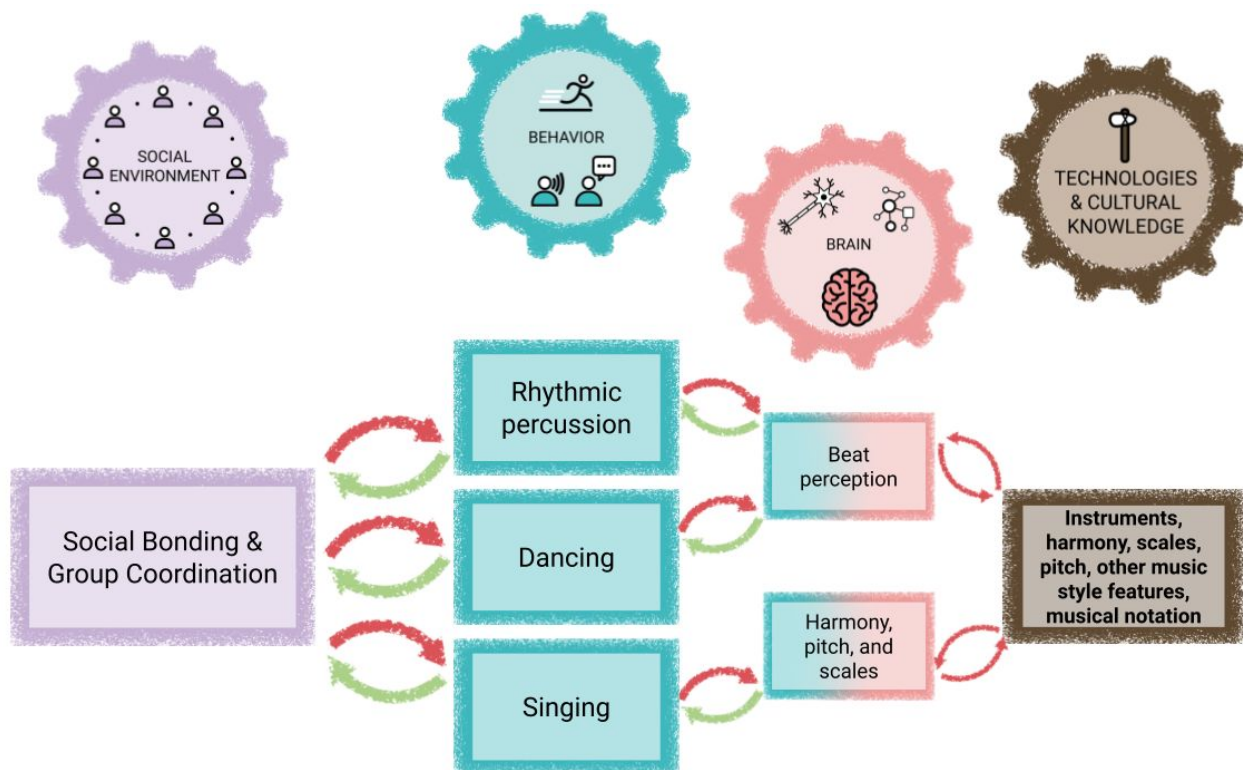 SOCIAL
ENVIRONMENT
BEHAVIOR
BRAIN
TECHNOLOGIES
& CULTURAL
KNOWLEDGE
Rhythmic
percussion
Beat
perception
Social Bonding &
Group Coordination
Dancing
Instruments,
harmony, scales,
pitch, other music
style features,
musical notation
Harmony,
pitch, and
scales
Singing